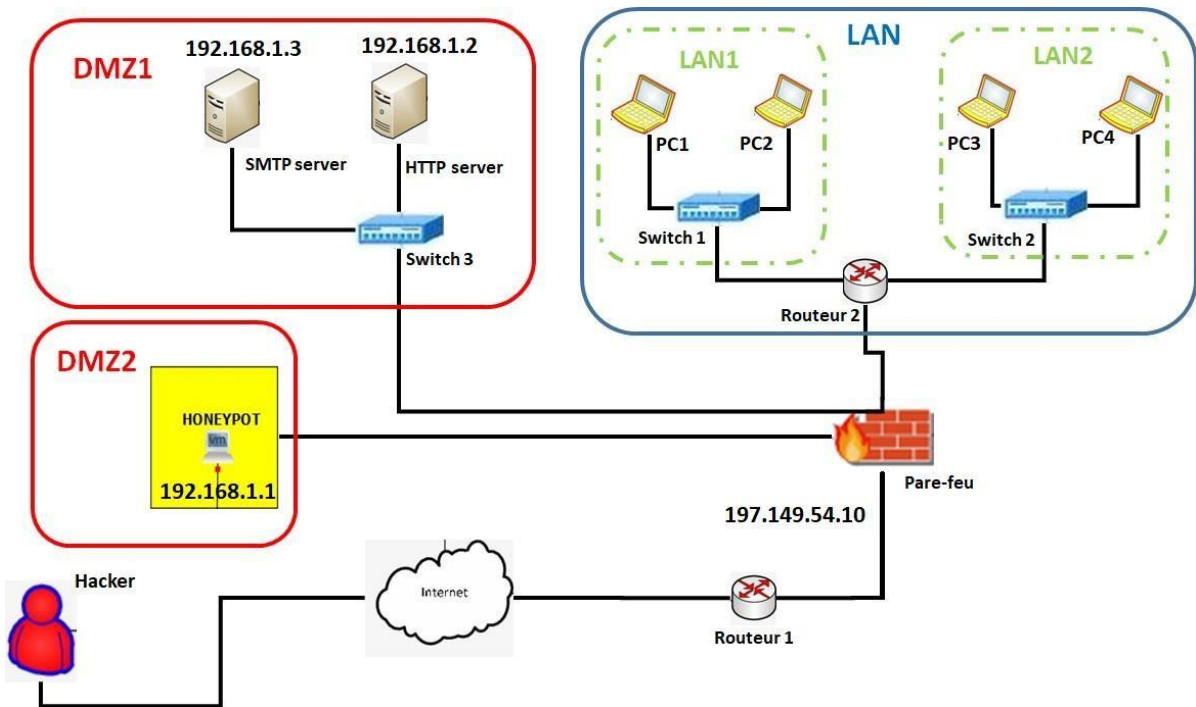 DMZ1
192.168.1.3
192.168.1.2
SMTP server
HTTP server
Switch 3
LAN
LAN1
PC1
PC2
Switch 1
LAN2
PC3
PC4
Switch 2
Routeur 2
DMZ2
HONEYPOT
vm
192.168.1.1
Pare-feu
197.149.54.10
Hacker
Internet
Routeur 1